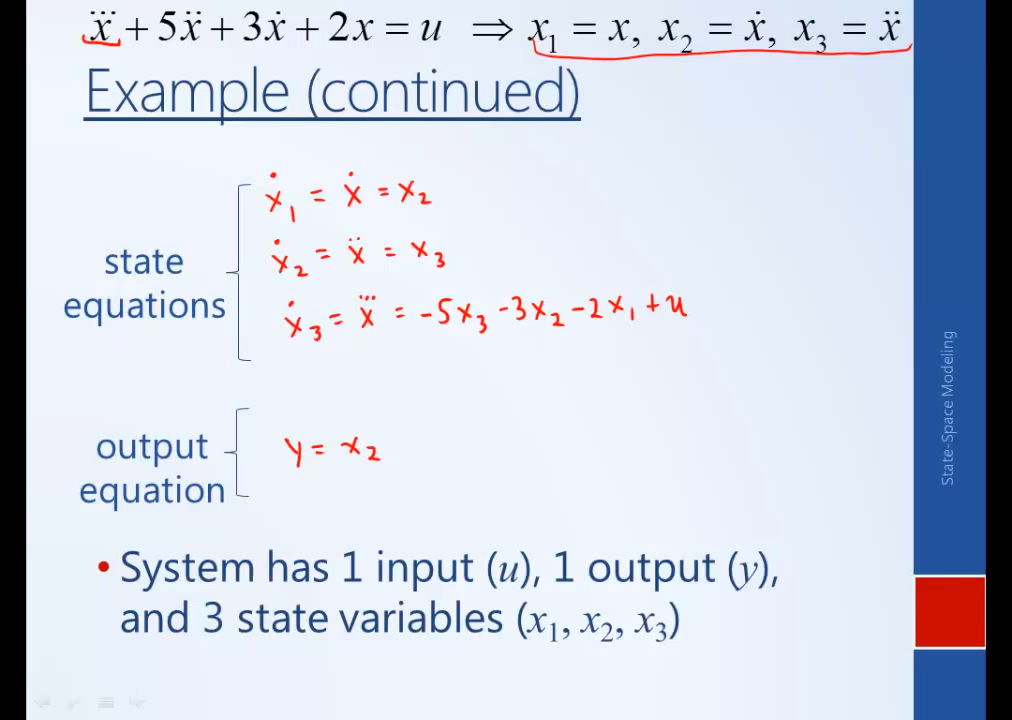 x⃛ + 5ẍ + 3ẋ + 2x = u ⇒ x₁ = x, x₂ = ẋ, x₃ = ẍ
Example (continued)
state
equations
ẋ₁ = ẋ = x₂
ẋ₂ = ẍ = x₃
ẋ₃ = x⃛ = -5x₃ -3x₂ -2x₁ + u
output
equation
y = x₂
• System has 1 input (u), 1 output (y),
and 3 state variables (x₁, x₂, x₃)
State-Space Modeling